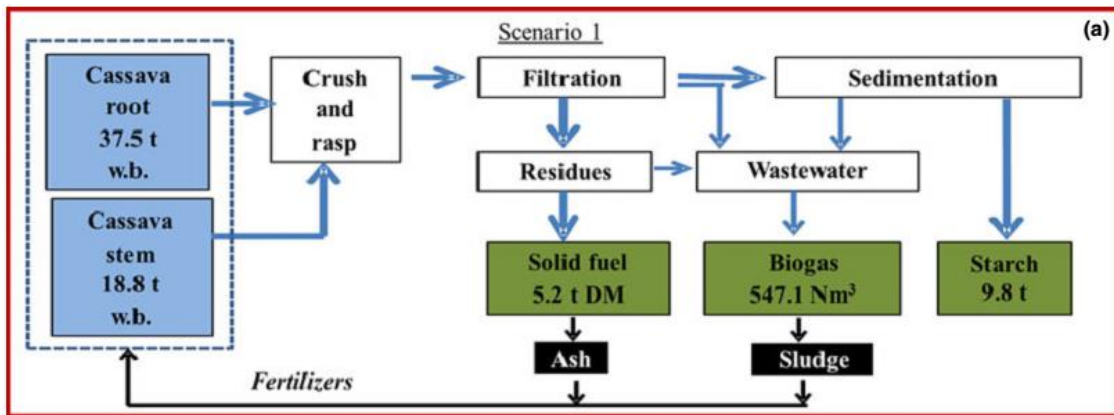 Scenario 1
(a)
Cassava
root
37.5 t
w.b.
Crush
and
rasp
Filtration
Sedimentation
Residues
Wastewater
Cassava
stem
18.8 t
w.b.
Solid fuel
5.2 t DM
Biogas
547.1 Nm³
Starch
9.8 t
Ash
Sludge
Fertilizers